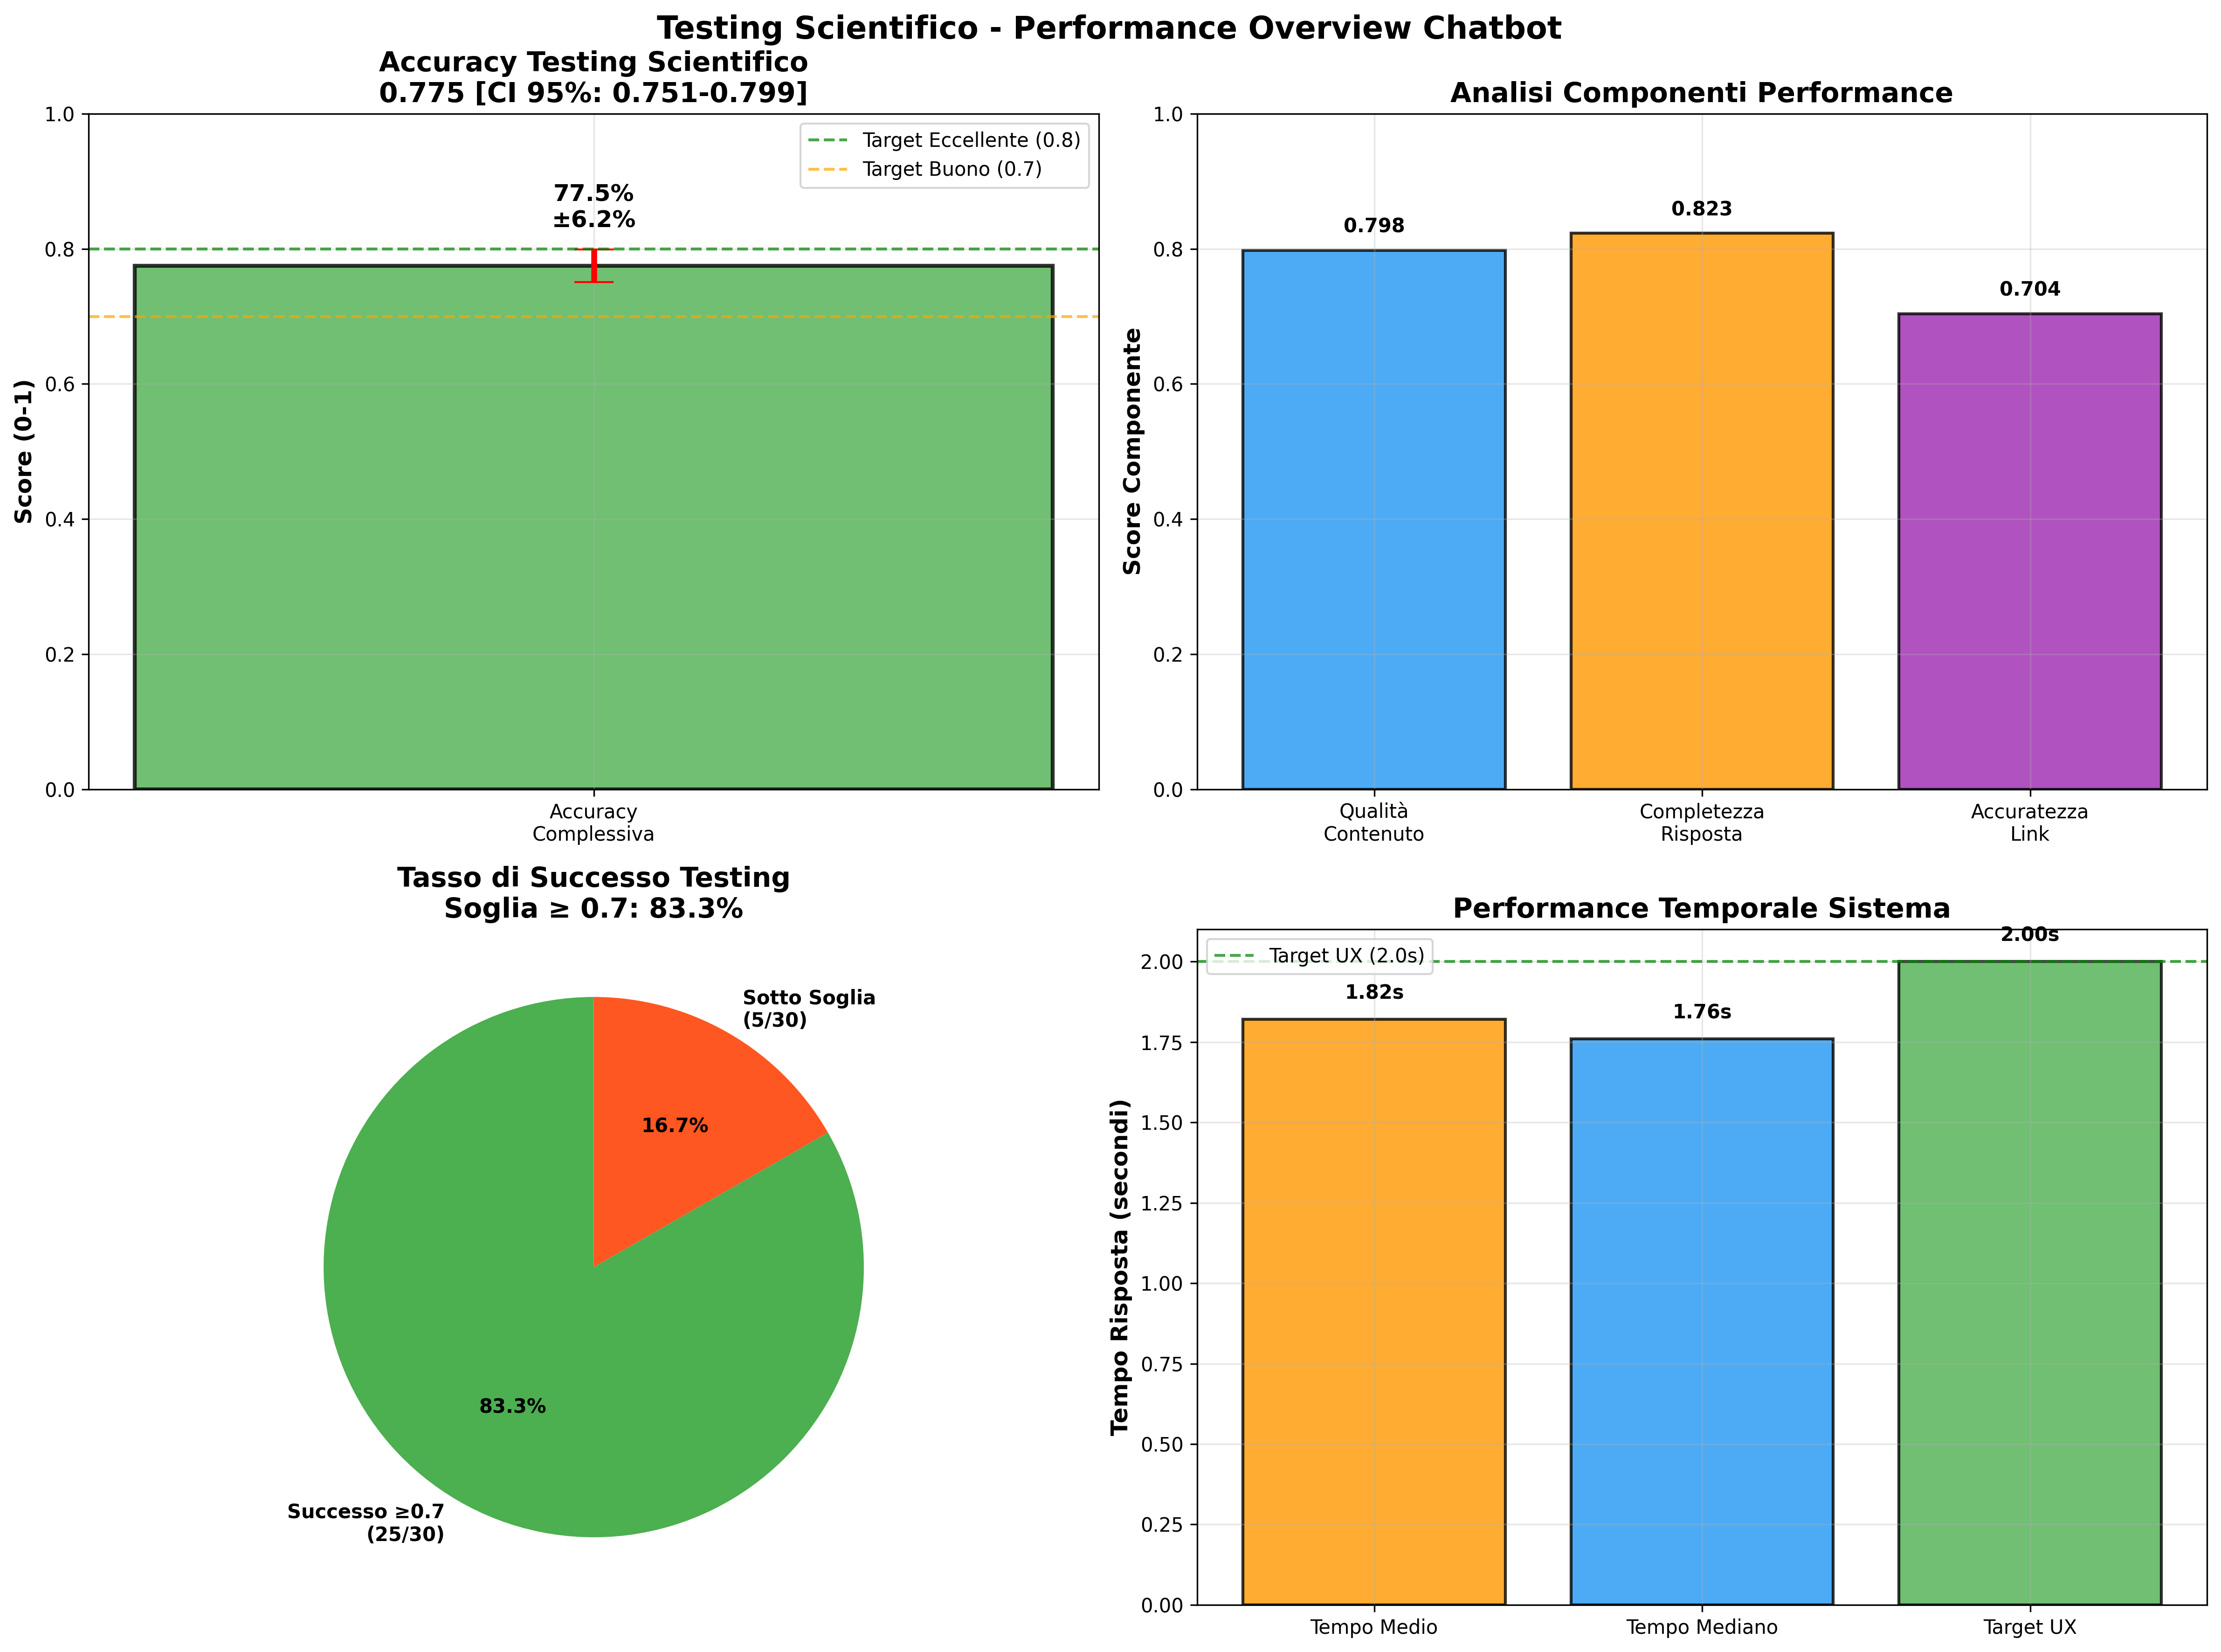 Testing Scientifico - Performance Overview Chatbot
Accuracy Testing Scientifico
0.775 [CI 95%: 0.751-0.799]
Score (0-1)
1.0
0.8
0.6
0.4
0.2
0.0
Target Eccellente (0.8)
Target Buono (0.7)
77.5%
±6.2%
Accuracy
Complessiva
Analisi Componenti Performance
Score Componente
1.0
0.8
0.6
0.4
0.2
0.0
0.798
0.823
0.704
Qualità
Contenuto
Completezza
Risposta
Accuratezza
Link
Tasso di Successo Testing
Soglia ≥ 0.7: 83.3%
Sotto Soglia
(5/30)
16.7%
83.3%
Successo ≥0.7
(25/30)
Performance Temporale Sistema
Tempo Risposta (secondi)
2.00
1.75
1.50
1.25
1.00
0.75
0.50
0.25
0.00
Target UX (2.0s)
1.82s
1.76s
2.00s
Tempo Medio
Tempo Mediano
Target UX